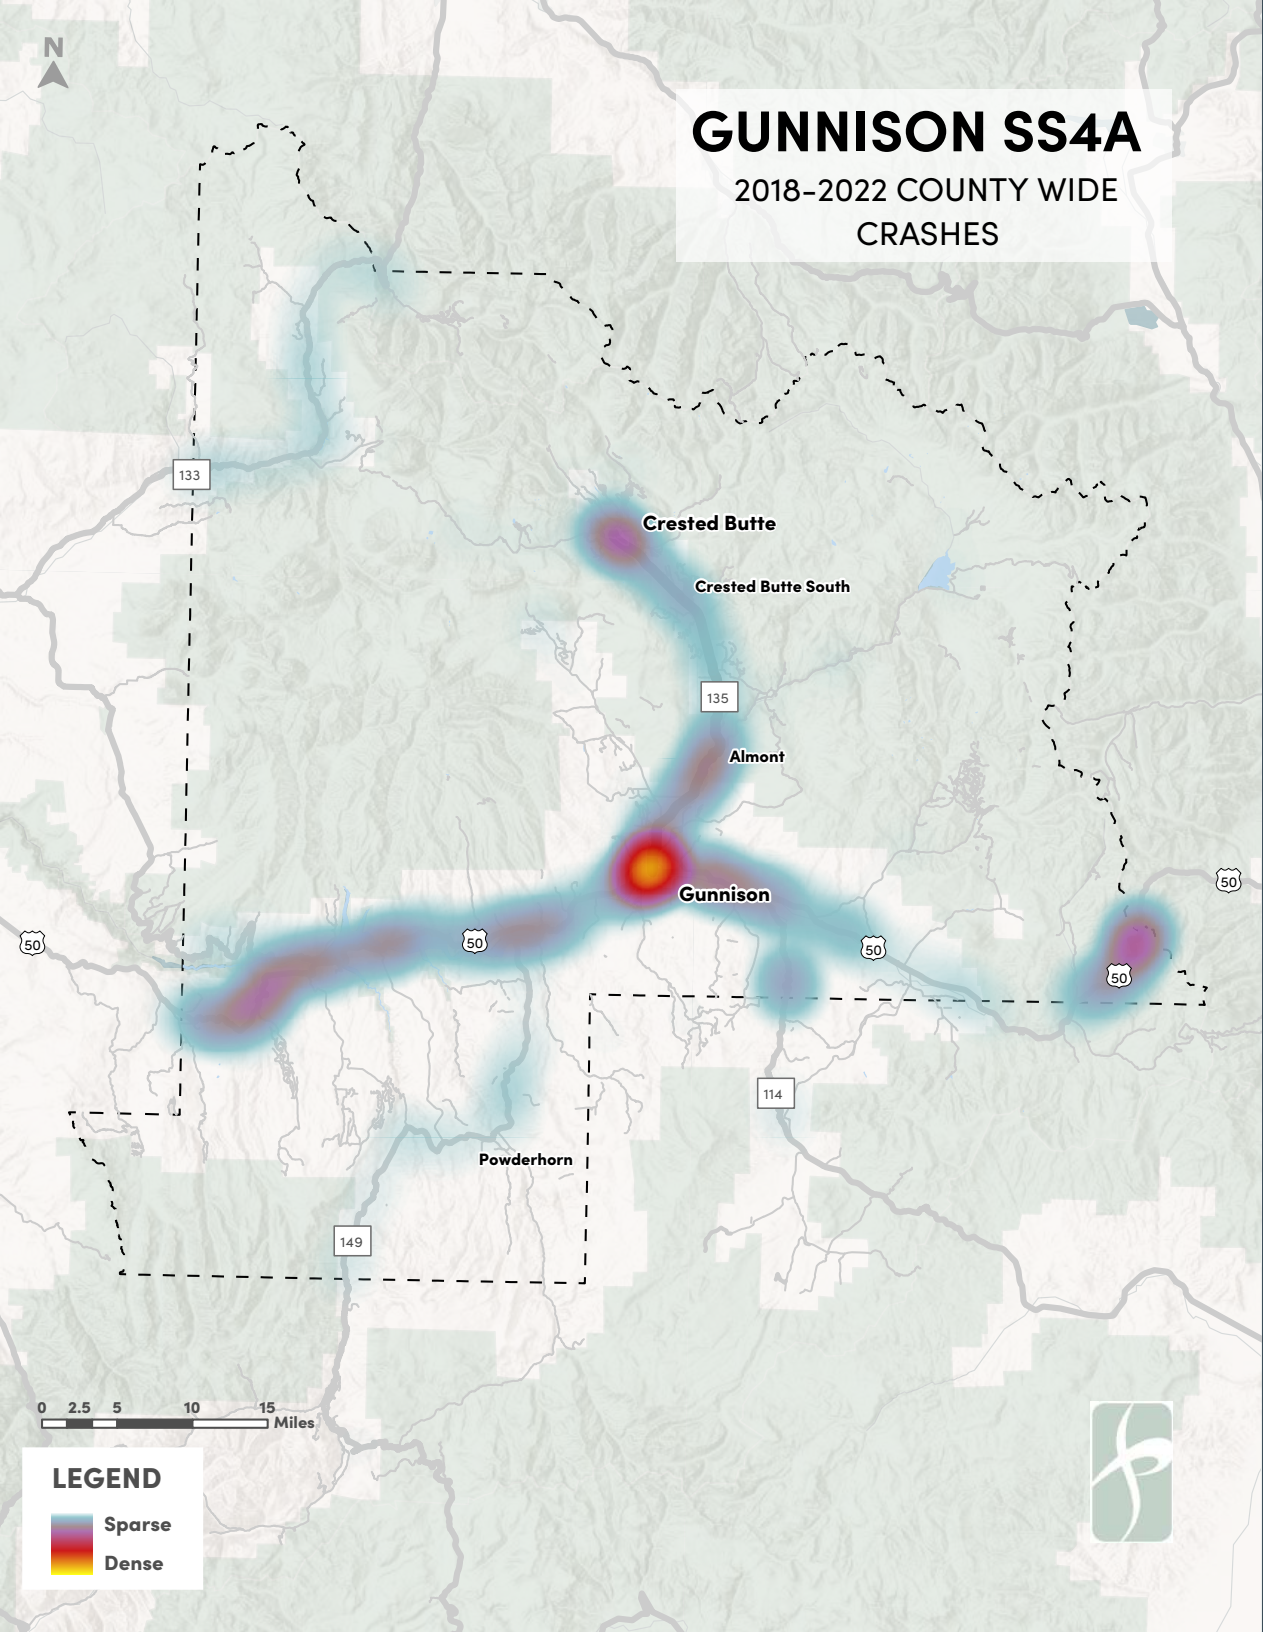 N
GUNNISON SS4A
2018-2022 COUNTY WIDE
CRASHES
133
Crested Butte
Crested Butte South
135
Almont
Gunnison
50
50
50
50
50
114
Powderhorn
149
0 2.5 5 10 15
Miles
LEGEND
Sparse
Dense